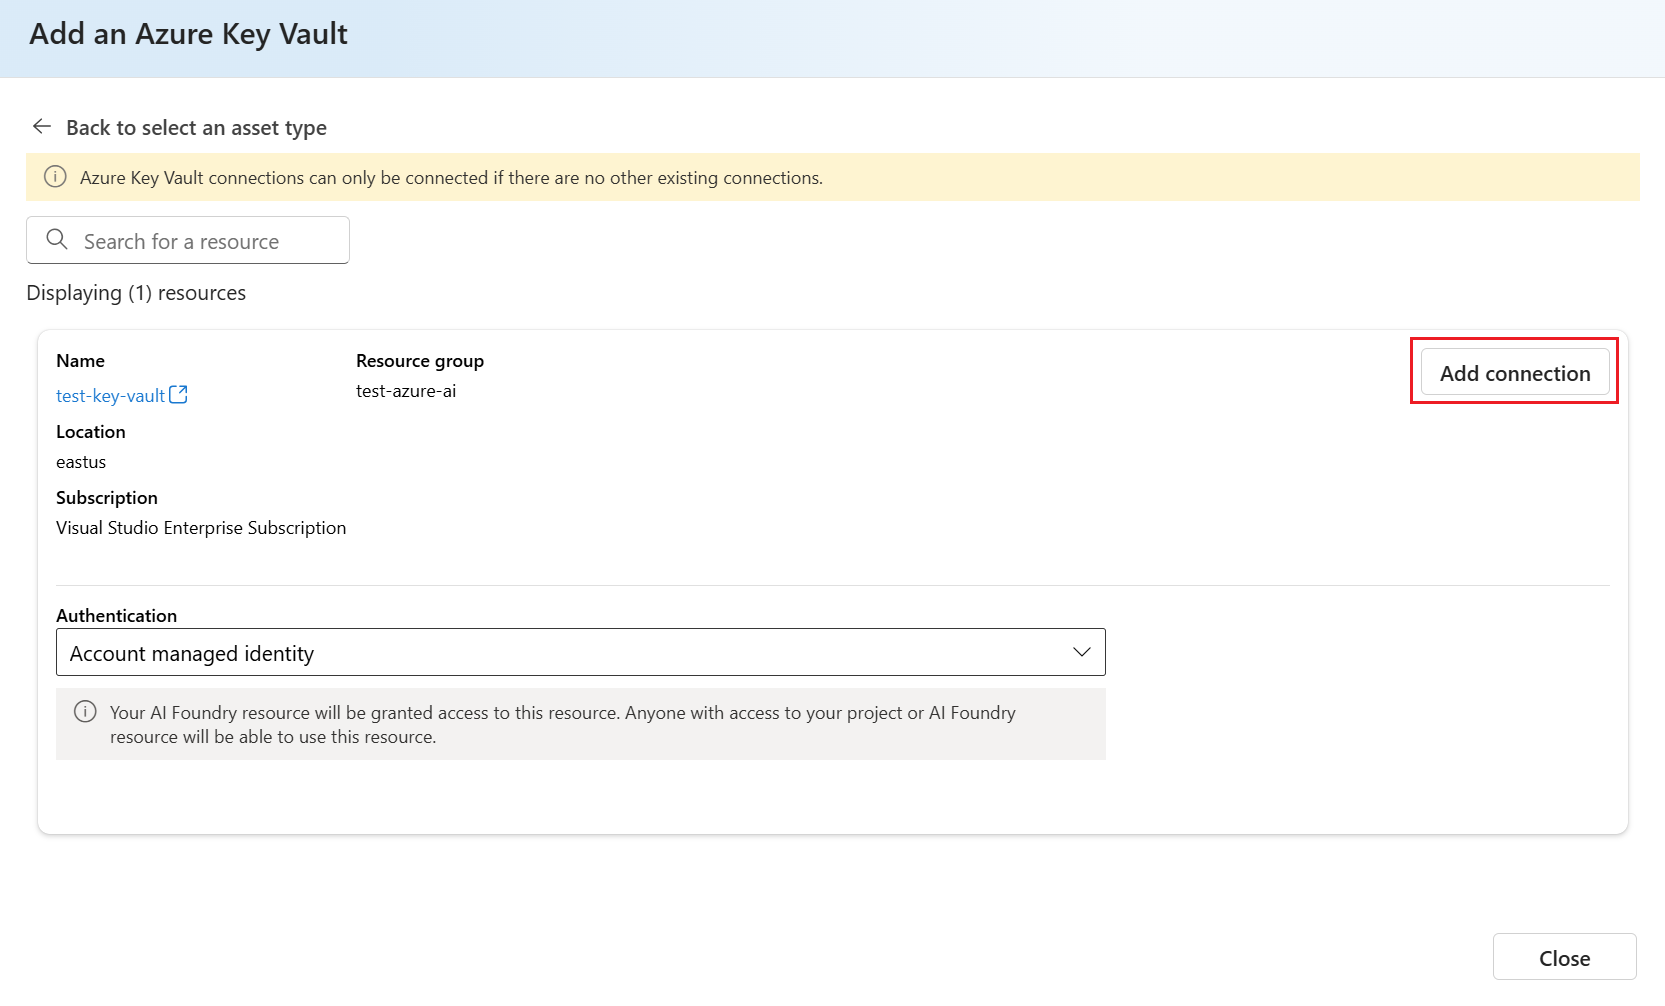 Add an Azure Key Vault
Back to select an asset type
Azure Key Vault connections can only be connected if there are no other existing connections.
Search for a resource
Displaying (1) resources
Name
test-key-vault
Resource group
test-azure-ai
Add connection
Location
eastus
Subscription
Visual Studio Enterprise Subscription
Authentication
Account managed identity
Your AI Foundry resource will be granted access to this resource. Anyone with access to your project or AI Foundry
resource will be able to use this resource.
Close